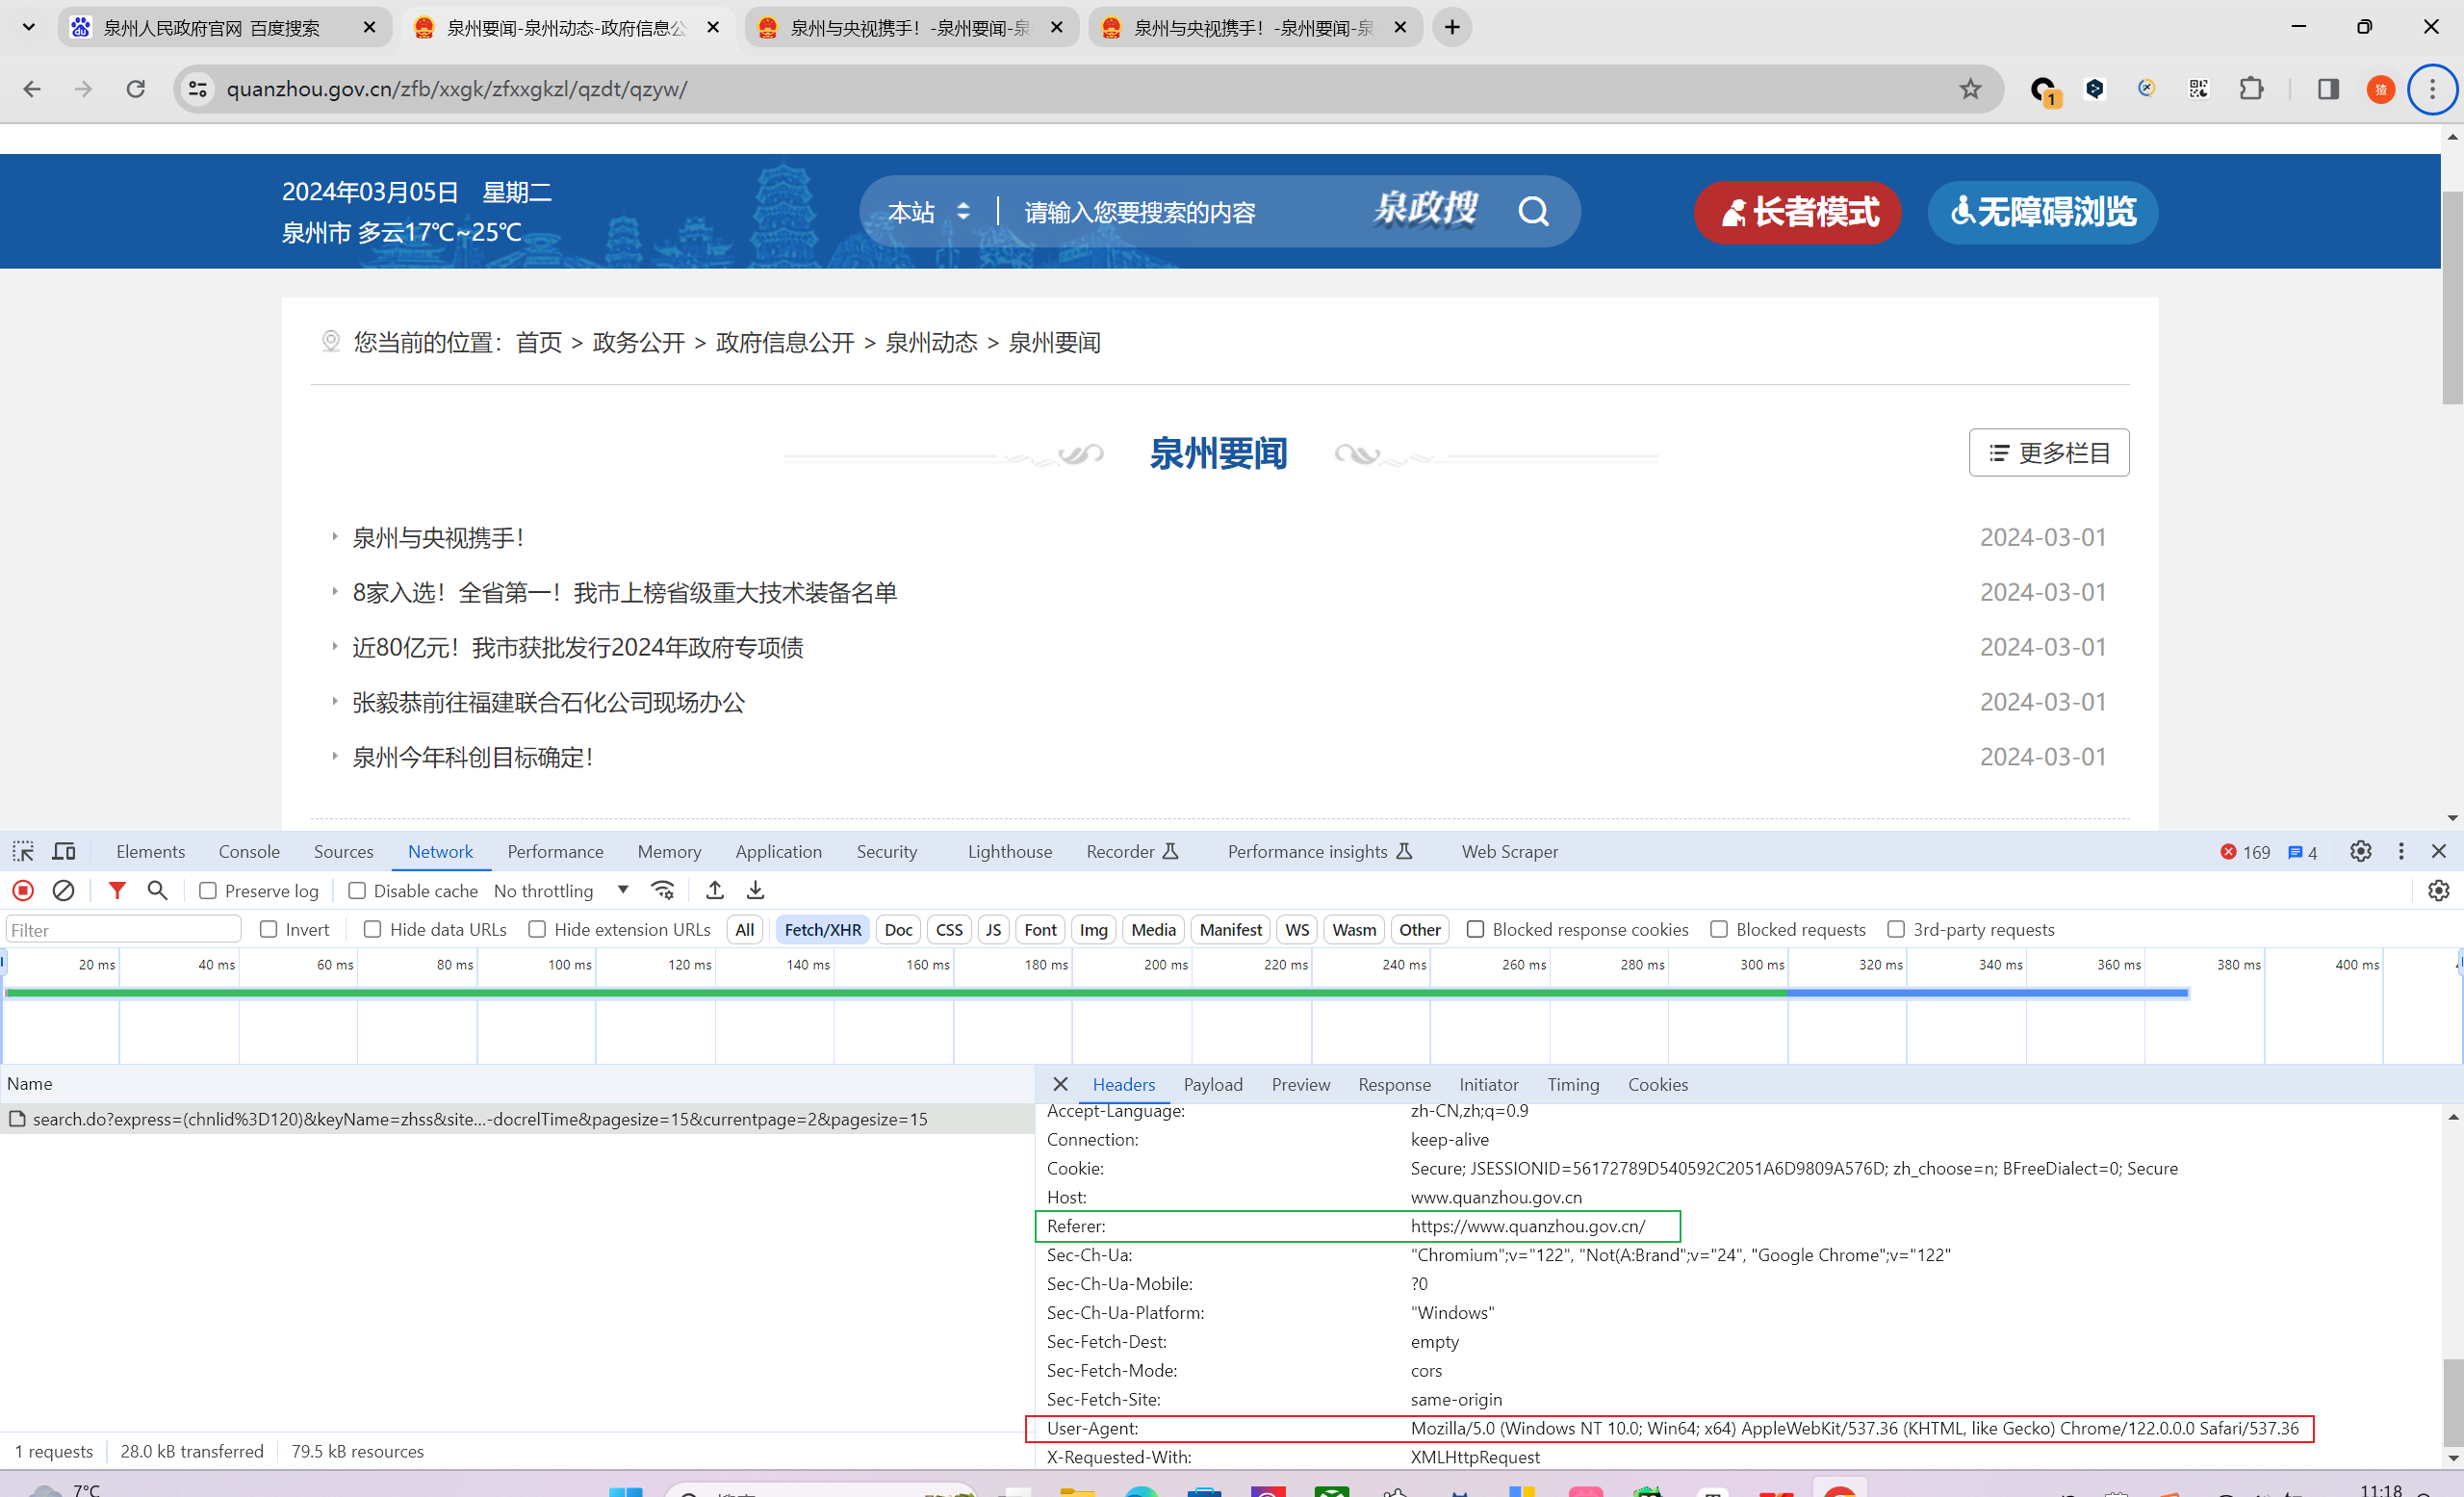 泉州人民政府官网_百度搜索
泉州要闻-泉州动态-政府信息公
泉州与央视携手！-泉州要闻-泉
泉州与央视携手！-泉州要闻-泉
quanzhou.gov.cn/zfb/xxgk/zfxxgkzl/qzdt/qzyw/
1
2024年03月05日 星期二
泉州市 多云17℃~25℃
本站
请输入您要搜索的内容
泉政搜
长者模式
无障碍浏览
您当前的位置：首页 > 政务公开 > 政府信息公开 > 泉州动态 > 泉州要闻
泉州要闻
更多栏目
泉州与央视携手！ 2024-03-01
8家入选！全省第一！我市上榜省级重大技术装备名单 2024-03-01
近80亿元！我市获批发行2024年政府专项债 2024-03-01
张毅恭前往福建联合石化公司现场办公 2024-03-01
泉州今年科创目标确定！ 2024-03-01
Elements Console Sources Network Performance Memory Application Security Lighthouse Recorder Performance insights Web Scraper 169 4
Preserve log Disable cache No throttling
Filter Invert Hide data URLs Hide extension URLs All Fetch/XHR Doc CSS JS Font Img Media Manifest WS Wasm Other Blocked response cookies Blocked requests 3rd-party requests
20 ms 40 ms 60 ms 80 ms 100 ms 120 ms 140 ms 160 ms 180 ms 200 ms 220 ms 240 ms 260 ms 280 ms 300 ms 320 ms 340 ms 360 ms 380 ms 400 ms
Name
search.do?express=(chnlid%3D120)&keyName=zhss&site...-docrelTime&pagesize=15&currentpage=2&pagesize=15
Headers Payload Preview Response Initiator Timing Cookies
Accept-Language: zh-CN,zh;q=0.9
Connection: keep-alive
Cookie: Secure; JSESSIONID=56172789D540592C2051A6D9809A576D; zh_choose=n; BFreeDialect=0; Secure
Host: www.quanzhou.gov.cn
Referer: https://www.quanzhou.gov.cn/
Sec-Ch-Ua: "Chromium";v="122", "Not(A:Brand";v="24", "Google Chrome";v="122"
Sec-Ch-Ua-Mobile: ?0
Sec-Ch-Ua-Platform: "Windows"
Sec-Fetch-Dest: empty
Sec-Fetch-Mode: cors
Sec-Fetch-Site: same-origin
User-Agent: Mozilla/5.0 (Windows NT 10.0; Win64; x64) AppleWebKit/537.36 (KHTML, like Gecko) Chrome/122.0.0.0 Safari/537.36
X-Requested-With: XMLHttpRequest
1 requests 28.0 kB transferred 79.5 kB resources
7°C
11:18